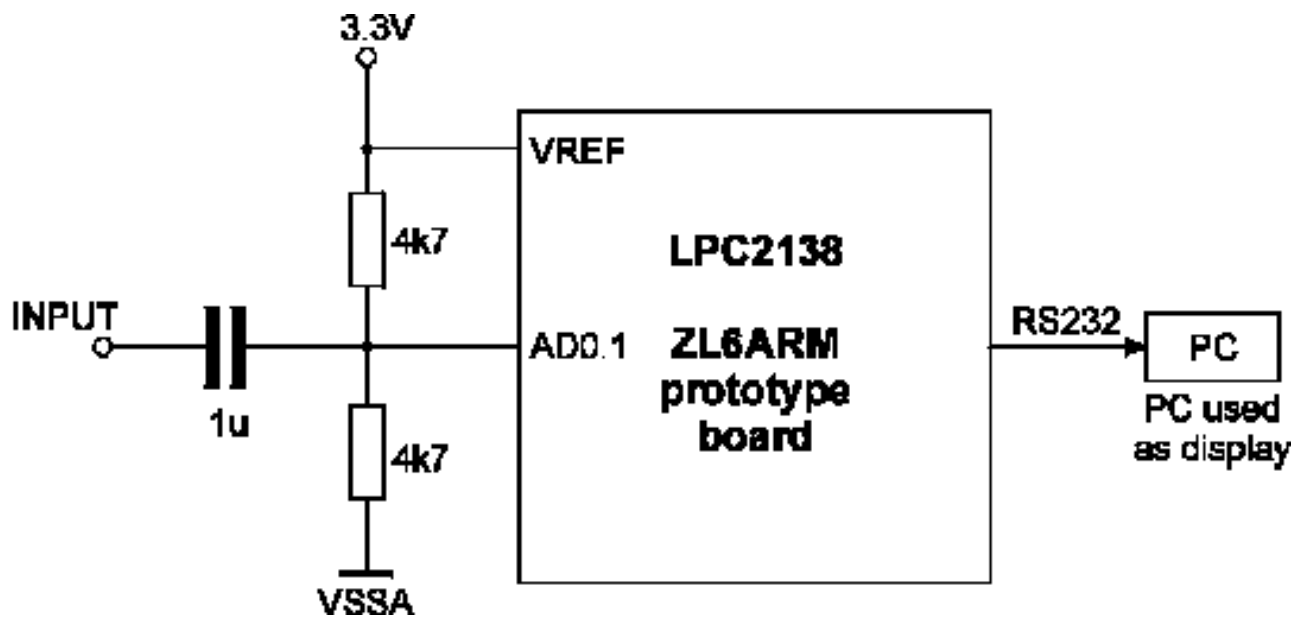 3.3V
VREF
4k7
LPC2138
INPUT
AD0.1
ZL6ARM
prototype
board
RS232
PC
1u
4k7
PC used
as display
VSSA